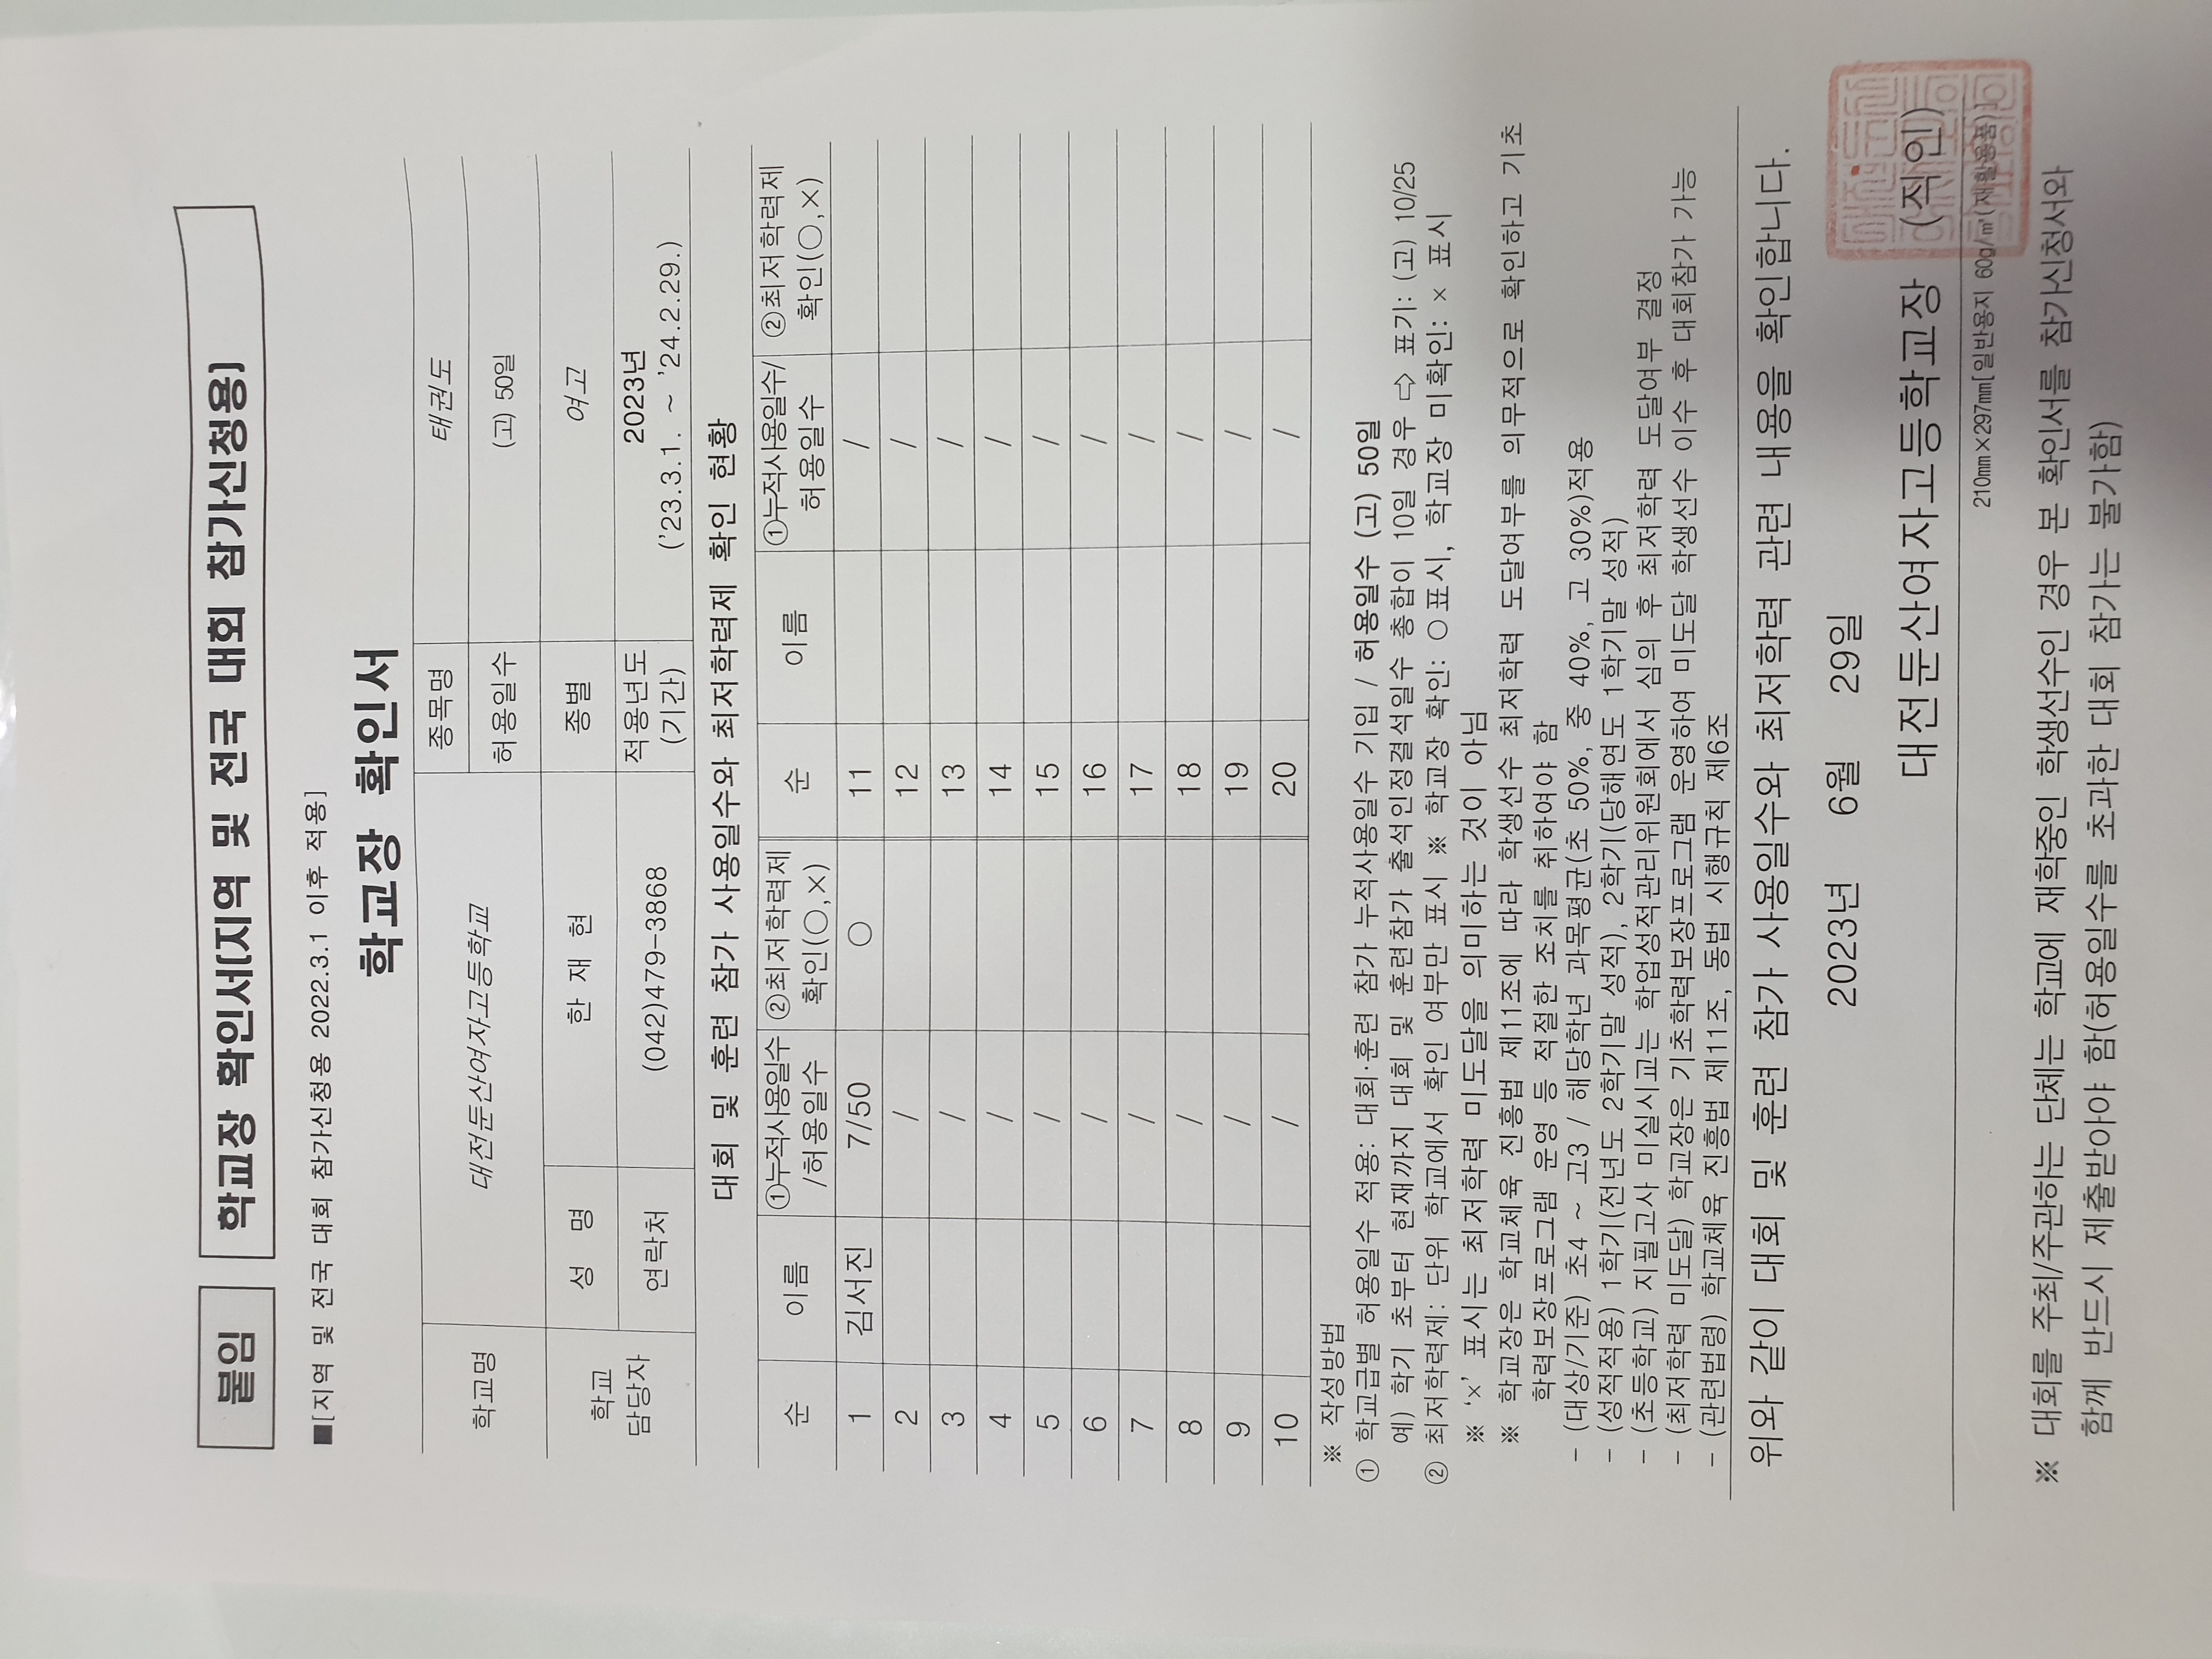 붙임 학교장 확인서(지역 및 전국 대회 참가신청용)
■[지역 및 전국 대회 참가신청용 2022.3.1 이후 적용]
학교장 확인서
학교명 대전둔산여자고등학교 종목명 태권도
허용일수 (고) 50일
학교 담당자 성 명 한 재 현 종별 여고
연락처 (042)479-3868 적용년도 (기간) 2023년 ('23.3.1. ~ '24.2.29.)
대회 및 훈련 참가 사용일수와 최저학력제 확인 현황
순 이름 ①누적사용일수/허용일수 ②최저학력제 확인(○,×) 순 이름 ①누적사용일수/허용일수 ②최저학력제 확인(○,×)
1 김서진 7/50 ○ 11 /
2 / 12 /
3 / 13 /
4 / 14 /
5 / 15 /
6 / 16 /
7 / 17 /
8 / 18 /
9 / 19 /
10 / 20 /
※ 작성방법
① 학교급별 허용일수 적용: 대회·훈련 참가 누적사용일수 기입 / 허용일수 (고) 50일
예) 학기 초부터 현재까지 대회 및 훈련참가 출석인정결석일수 총합이 10일 경우 ⇨ 표기: (고) 10/25
② 최저학력제: 단위 학교에서 확인 여부만 표시 ※ 학교장 확인: ○표시, 학교장 미확인: × 표시
※ '×' 표시는 최저학력 미도달을 의미하는 것이 아님
※ 학교장은 학교체육 진흥법 제11조에 따라 학생선수 최저학력 도달여부를 의무적으로 확인하고 기초
학력보장프로그램 운영 등 적절한 조치를 취하여야 함
- (대상/기준) 초4 ~ 고3 / 해당학년 과목평균(초 50%, 중 40%, 고 30%)적용
- (성적적용) 1학기(전년도 2학기말 성적), 2학기(당해연도 1학기말 성적)
- (초등학교) 지필고사 미실시교는 학업성적관리위원회에서 심의 후 최저학력 도달여부 결정
- (최저학력 미도달) 학교장은 기초학력보장프로그램 운영하여 미도달 학생선수 이수 후 대회참가 가능
- (관련법령) 학교체육 진흥법 제11조, 동법 시행규칙 제6조
위와 같이 대회 및 훈련 참가 사용일수와 최저학력 관련 내용을 확인합니다.
2023년 6월 29일
대전둔산여자고등학교장 (직인)
210mm×297mm[일반용지 60g/㎡(재활용품)]
※ 대회를 주최/주관하는 단체는 학교에 재학중인 학생선수인 경우 본 확인서를 참가신청서와
함께 반드시 제출받아야 함(허용일수를 초과한 대회 참가는 불가함)